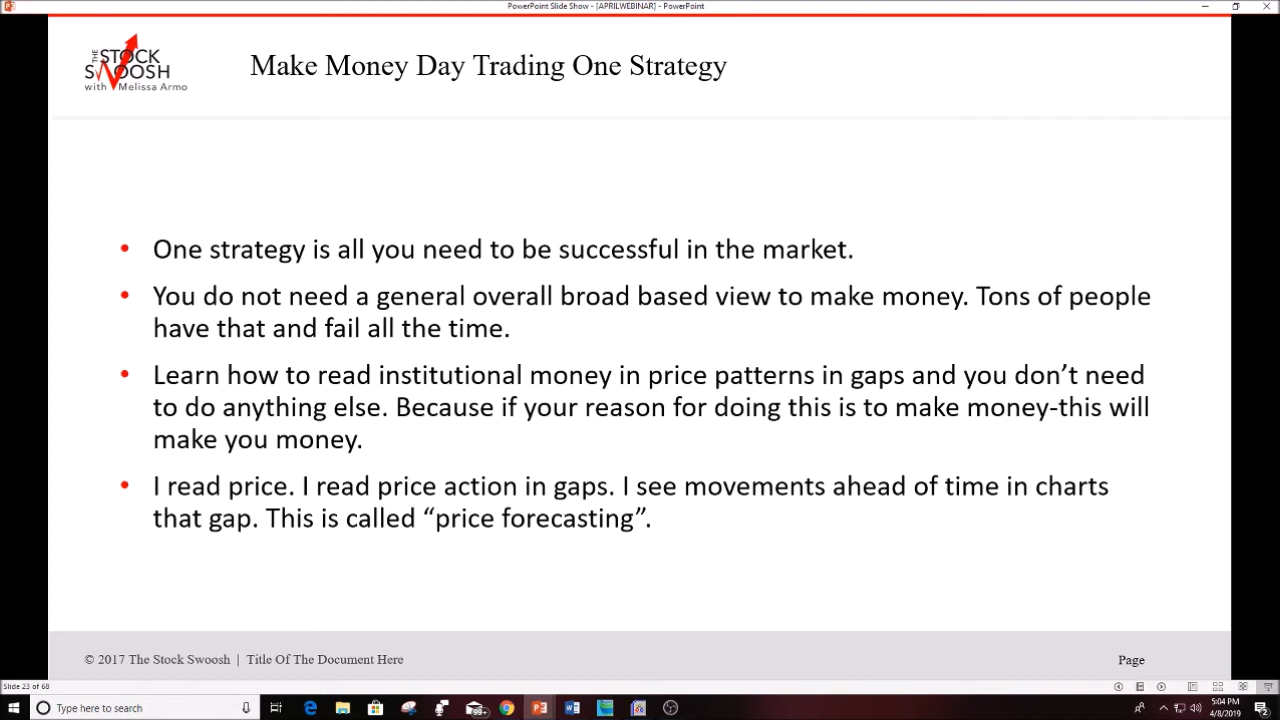 PowerPoint Slide Show - [APRILWEBINAR] - PowerPoint
THE
STOCK
SWOOSH
with Melissa Armo
Make Money Day Trading One Strategy
• One strategy is all you need to be successful in the market.
• You do not need a general overall broad based view to make money. Tons of people
have that and fail all the time.
• Learn how to read institutional money in price patterns in gaps and you don’t need
to do anything else. Because if your reason for doing this is to make money-this will
make you money.
• I read price. I read price action in gaps. I see movements ahead of time in charts
that gap. This is called “price forecasting”.
© 2017 The Stock Swoosh | Title Of The Document Here
Page
Slide 23 of 68
Type here to search
99+
5:04 PM
4/8/2019
2